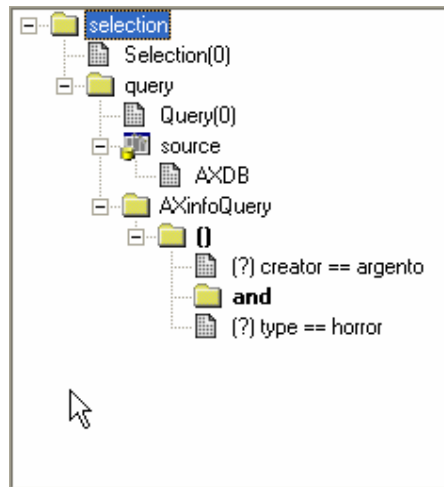 selection
Selection(0)
query
Query(0)
source
AXDB
AXinfoQuery
()
(?) creator == argento
and
(?) type == horror